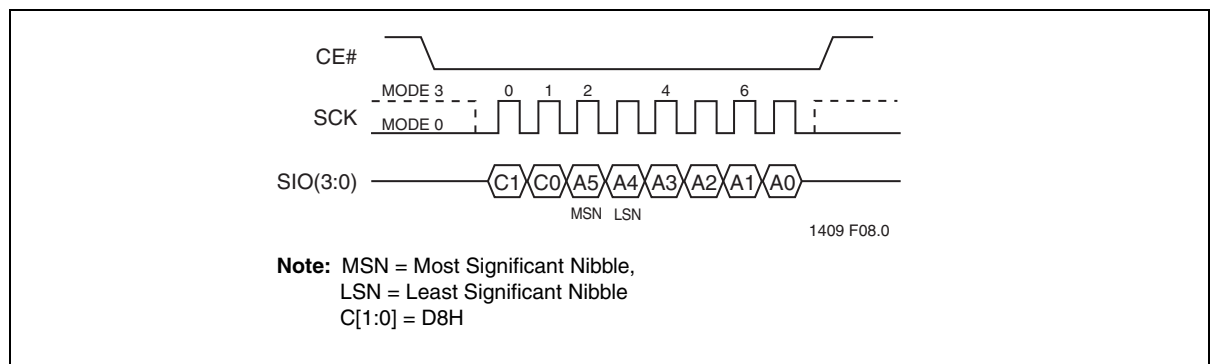 CE#
MODE 3 0 1 2 4 6
SCK
MODE 0
SIO(3:0) C1 C0 A5 A4 A3 A2 A1 A0
MSN LSN
1409 F08.0
Note: MSN = Most Significant Nibble,
LSN = Least Significant Nibble
C[1:0] = D8H